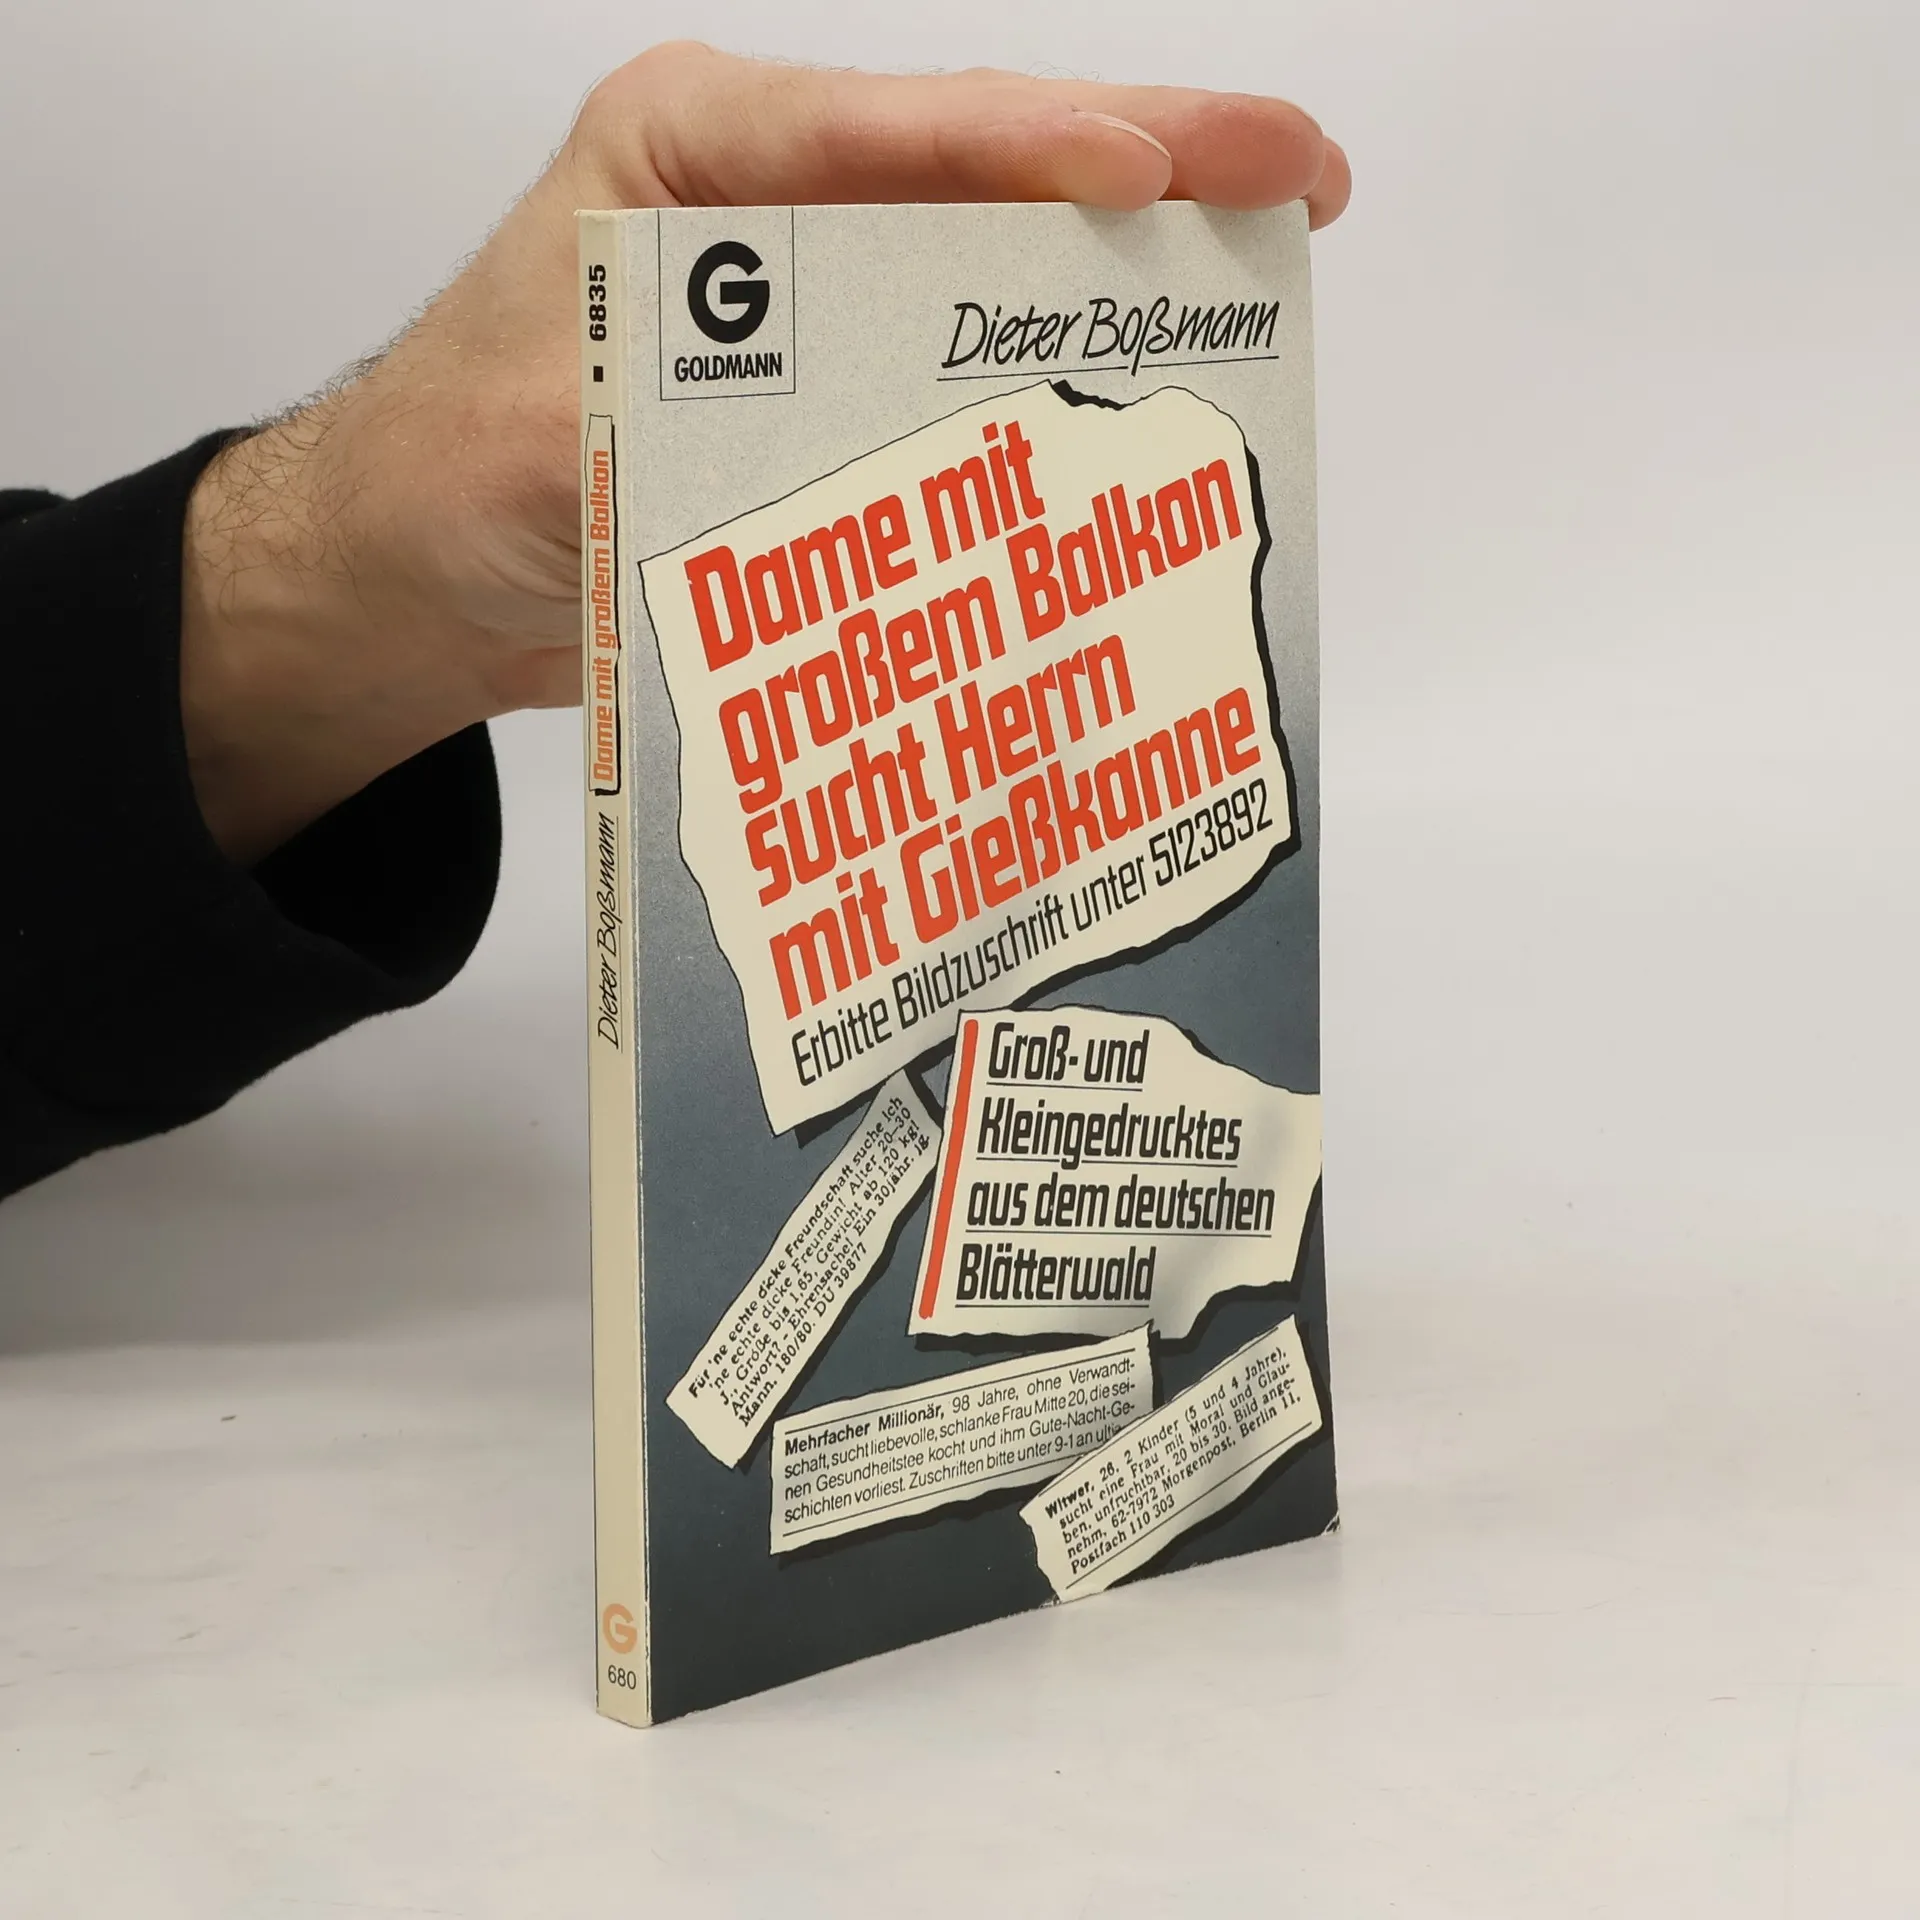 G
GOLDMANN
Dieter Boßmann
Dame mit
großem Balkon
sucht Herrn
mit Gießkanne
Erbitte Bildzuschrift unter 5123892
Groß- und
Kleingedrucktes
aus dem deutschen
Blätterwald
Für 'ne echte dicke Freundschaft suche ich
'ne echte dicke Freundin! Alter 20–30
J., Größe bis 1,65, Gewicht ab 120 kg!
Antwort? - Ehrensache! Ein 30jähr. jg.
Mann, 180/80. DU 39877
Mehrfacher Millionär, 98 Jahre, ohne Verwandt-
schaft, sucht liebevolle, schlanke Frau Mitte 20, die sei-
nen Gesundheitstee kocht und ihm Gute-Nacht-Ge-
schichten vorliest. Zuschriften bitte unter 9-1 an
Witwer, 26, 2 Kinder (5 und 4 Jahre),
sucht eine Frau mit Moral und Glau-
ben, unfruchtbar, 20 bis 30. Bild ange-
nehm, 62-7972 Morgenpost, Berlin 11,
Postfach 110 303
6835
Dame mit großem Balkon
Dieter Boßmann
G
680